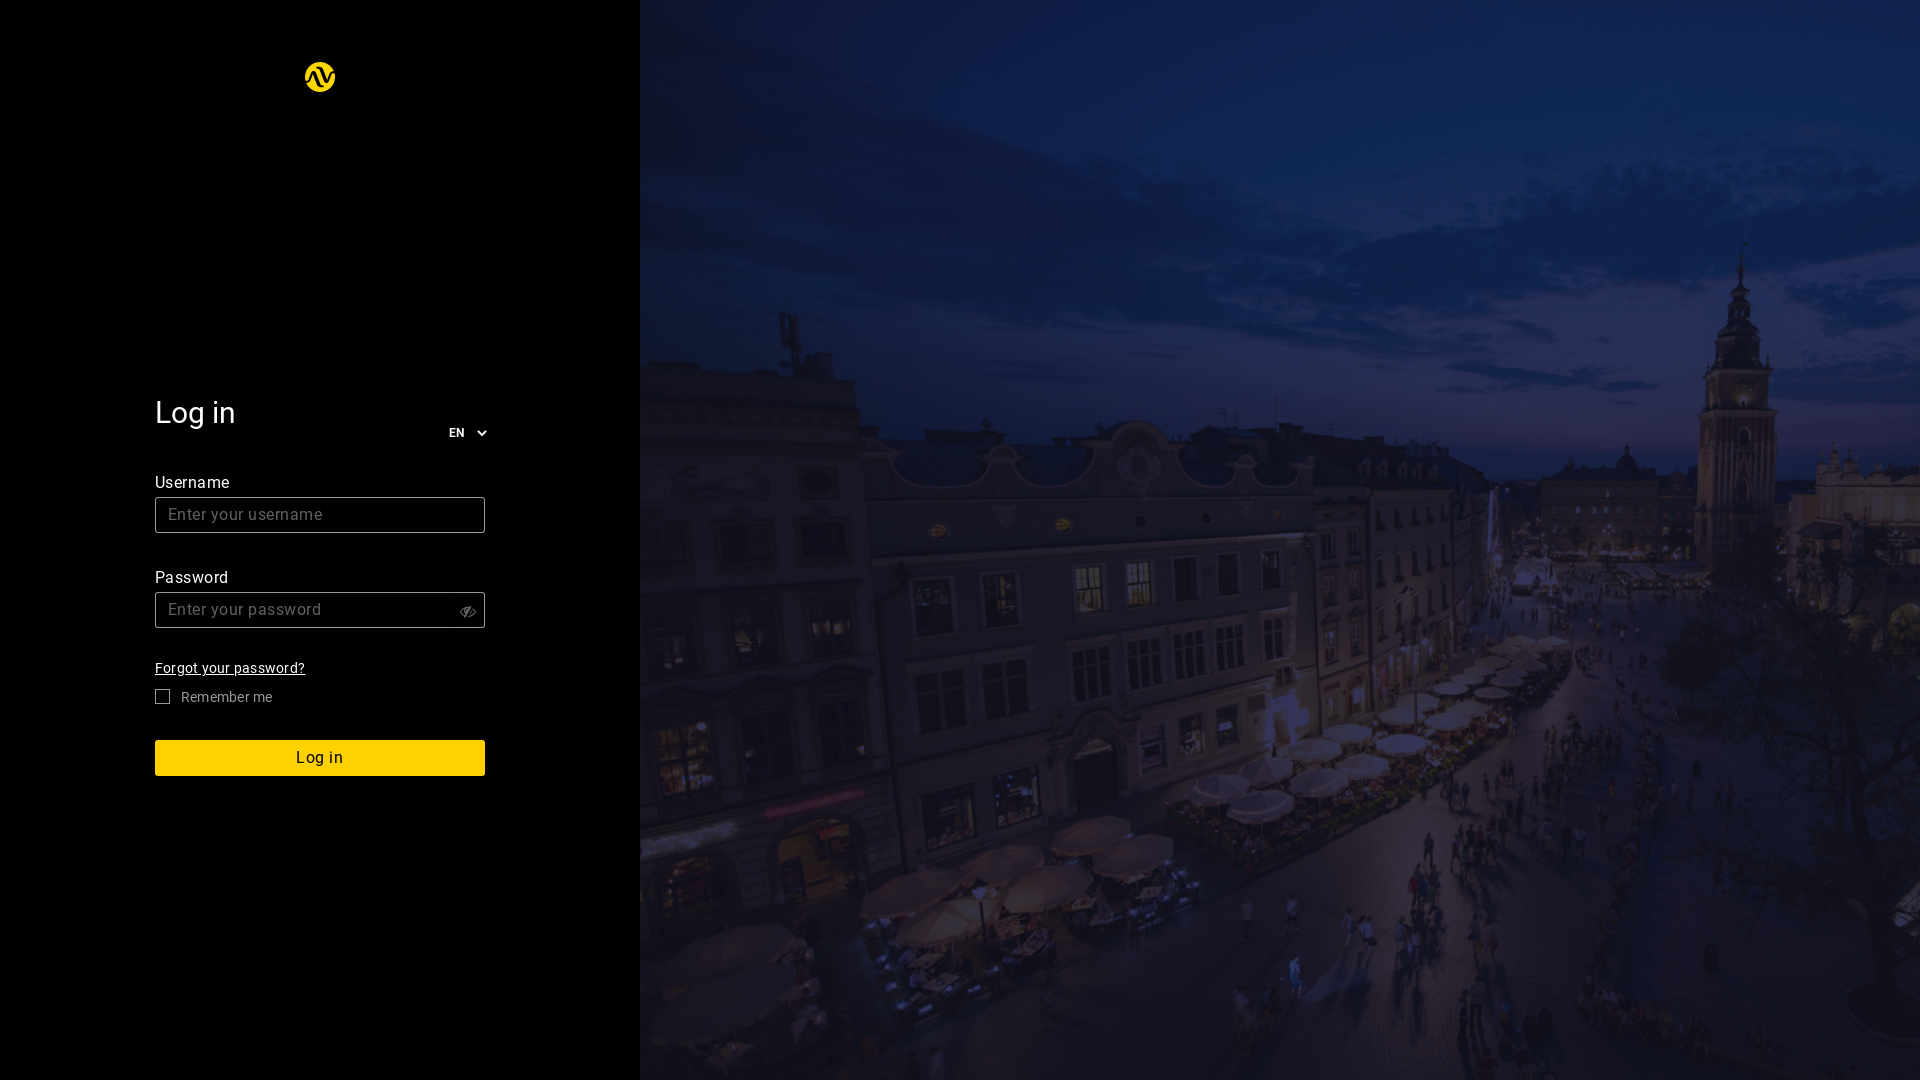 Log in
EN
Username
Enter your username
Password
Enter your password
Forgot your password?
Remember me
Log in